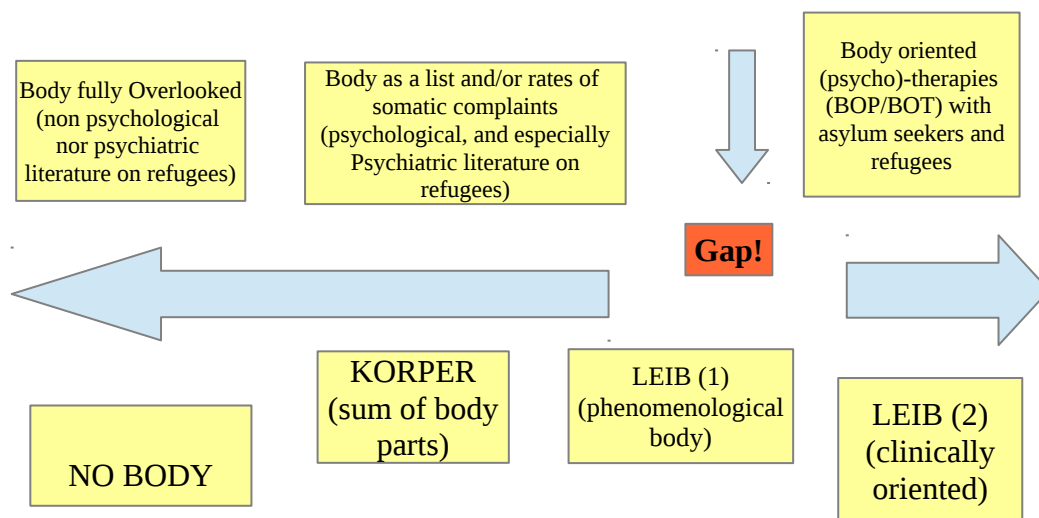 Body fully Overlooked
(non psychological
nor psychiatric
literature on refugees)
Body as a list and/or rates of
somatic complaints
(psychological, and especially
Psychiatric literature on
refugees)
Body oriented
(psycho)-therapies
(BOP/BOT) with
asylum seekers and
refugees
Gap!
NO BODY
KORPER
(sum of body
parts)
LEIB (1)
(phenomenological
body)
LEIB (2)
(clinically
oriented)